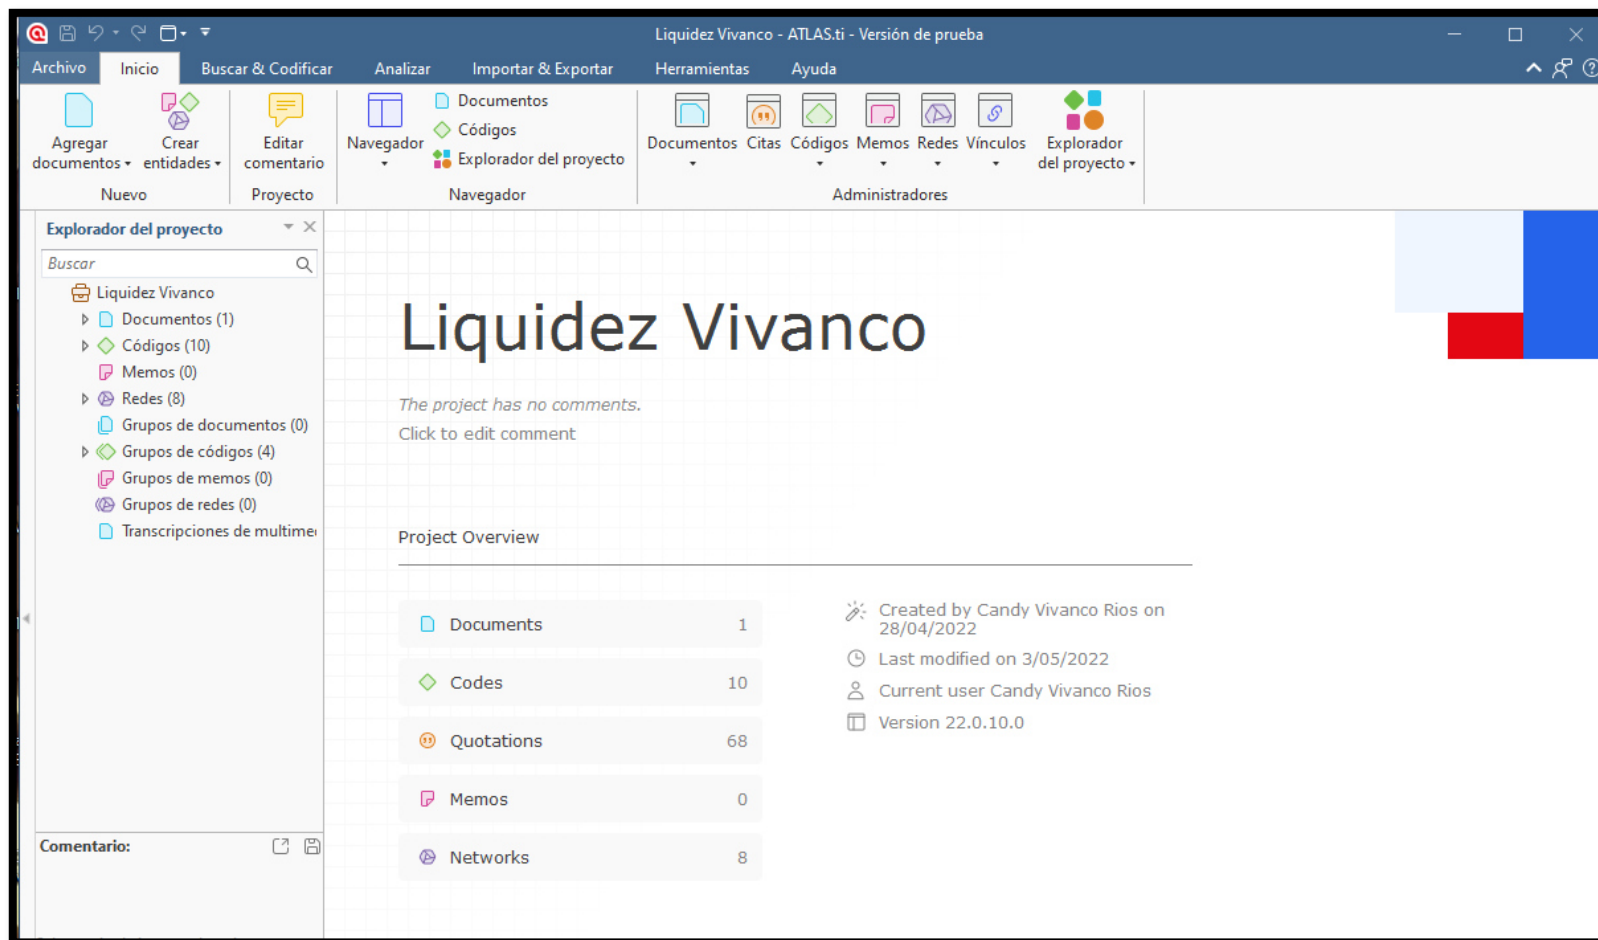 Liquidez Vivanco - ATLAS.ti - Versión de prueba
Archivo Inicio Buscar & Codificar Analizar Importar & Exportar Herramientas Ayuda
Agregar documentos Crear entidades
Nuevo
Editar comentario
Proyecto
Navegador
Documentos
Códigos
Explorador del proyecto
Navegador
Documentos Citas Códigos Memos Redes Vínculos Explorador del proyecto
Administradores
Explorador del proyecto
Buscar
Liquidez Vivanco
Documentos (1)
Códigos (10)
Memos (0)
Redes (8)
Grupos de documentos (0)
Grupos de códigos (4)
Grupos de memos (0)
Grupos de redes (0)
Transcripciones de multime
Comentario:
Liquidez Vivanco
The project has no comments.
Click to edit comment
Project Overview
Documents 1
Codes 10
Quotations 68
Memos 0
Networks 8
Created by Candy Vivanco Rios on
28/04/2022
Last modified on 3/05/2022
Current user Candy Vivanco Rios
Version 22.0.10.0